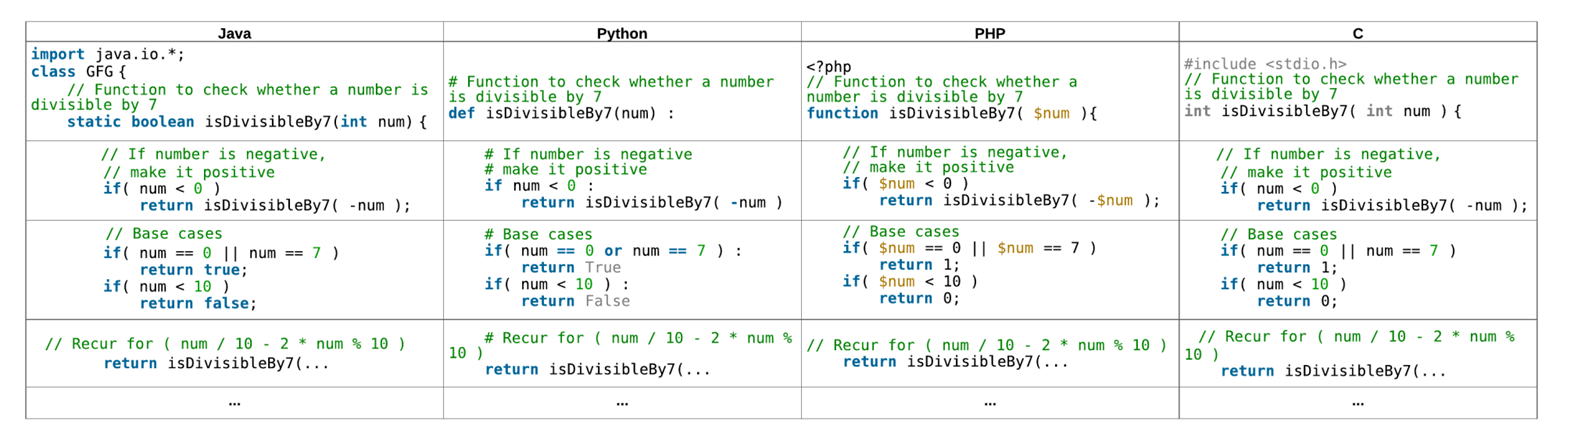 Java
Python
PHP
C
import java.io.*;
class GFG {
// Function to check whether a number is
divisible by 7
static boolean isDivisibleBy7(int num) {
# Function to check whether a number
is divisible by 7
def isDivisibleBy7(num) :
<?php
// Function to check whether a
number is divisible by 7
function isDivisibleBy7( $num ){
#include <stdio.h>
// Function to check whether a number
is divisible by 7
int isDivisibleBy7( int num ) {
// If number is negative,
// make it positive
if( num < 0 )
return isDivisibleBy7( -num );
# If number is negative
# make it positive
if num < 0 :
return isDivisibleBy7( -num )
// If number is negative,
// make it positive
if( $num < 0 )
return isDivisibleBy7( -$num );
// If number is negative,
// make it positive
if( num < 0 )
return isDivisibleBy7( -num );
// Base cases
if( num == 0 || num == 7 )
return true;
if( num < 10 )
return false;
# Base cases
if( num == 0 or num == 7 ) :
return True
if( num < 10 ) :
return False
// Base cases
if( $num == 0 || $num == 7 )
return 1;
if( $num < 10 )
return 0;
// Base cases
if( num == 0 || num == 7 )
return 1;
if( num < 10 )
return 0;
// Recur for ( num / 10 - 2 * num % 10 )
return isDivisibleBy7(...
# Recur for ( num / 10 - 2 * num %
10 )
return isDivisibleBy7(...
// Recur for ( num / 10 - 2 * num % 10 )
return isDivisibleBy7(...
// Recur for ( num / 10 - 2 * num %
10 )
return isDivisibleBy7(...
...
...
...
...